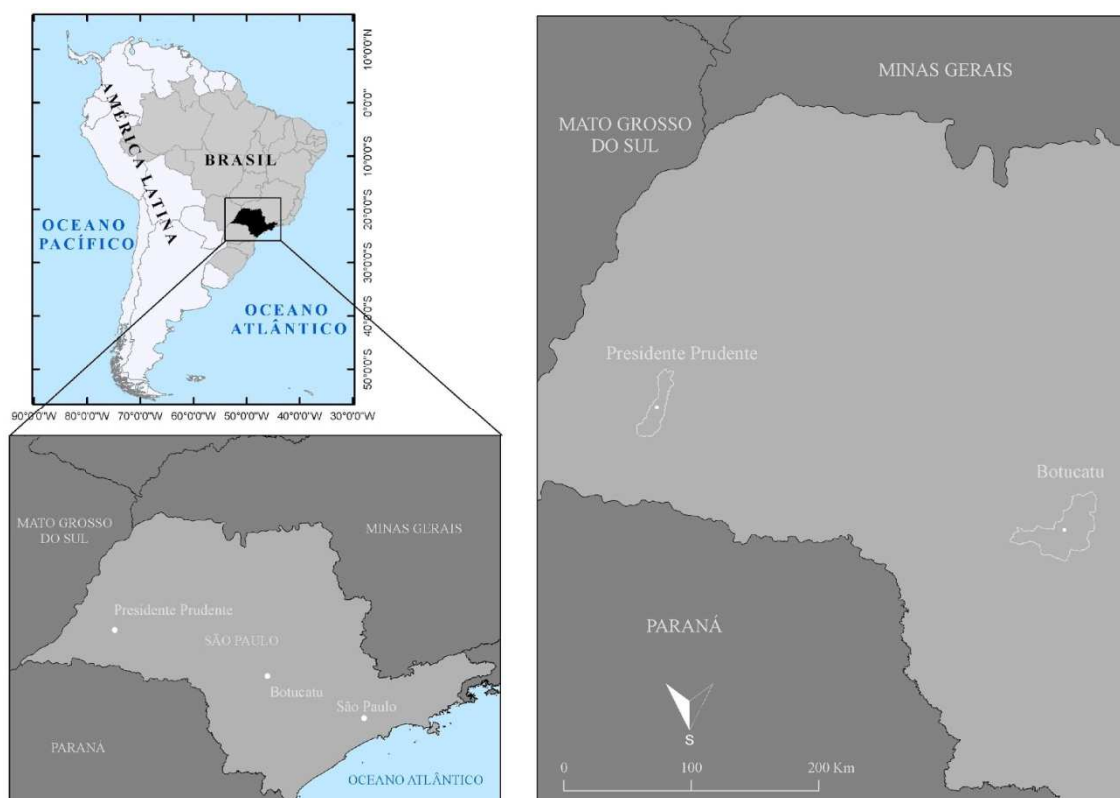 10°0'0"N
0°0'0"
10°0'0"S
20°0'0"S
30°0'0"S
40°0'0"S
50°0'0"S
90°0'0"W 80°0'0"W 70°0'0"W 60°0'0"W 50°0'0"W 40°0'0"W 30°0'0"W
AMÉRICA LATINA
BRASIL
OCEANO
PACÍFICO
OCEANO
ATLÂNTICO
MATO GROSSO
DO SUL
MINAS GERAIS
Presidente Prudente
SÃO PAULO
Botucatu
São Paulo
PARANÁ
OCEANO ATLÂNTICO
MINAS GERAIS
MATO GROSSO
DO SUL
Presidente Prudente
Botucatu
PARANÁ
S
0 100 200 Km